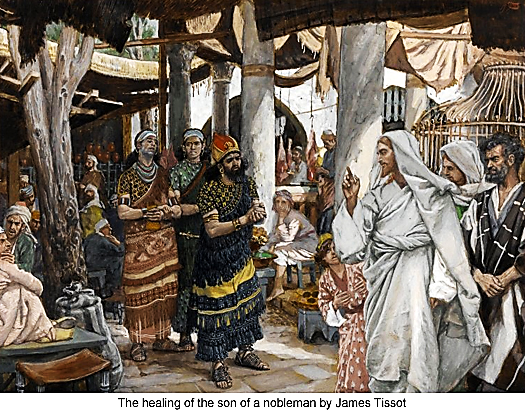 The healing of the son of a nobleman by James Tissot